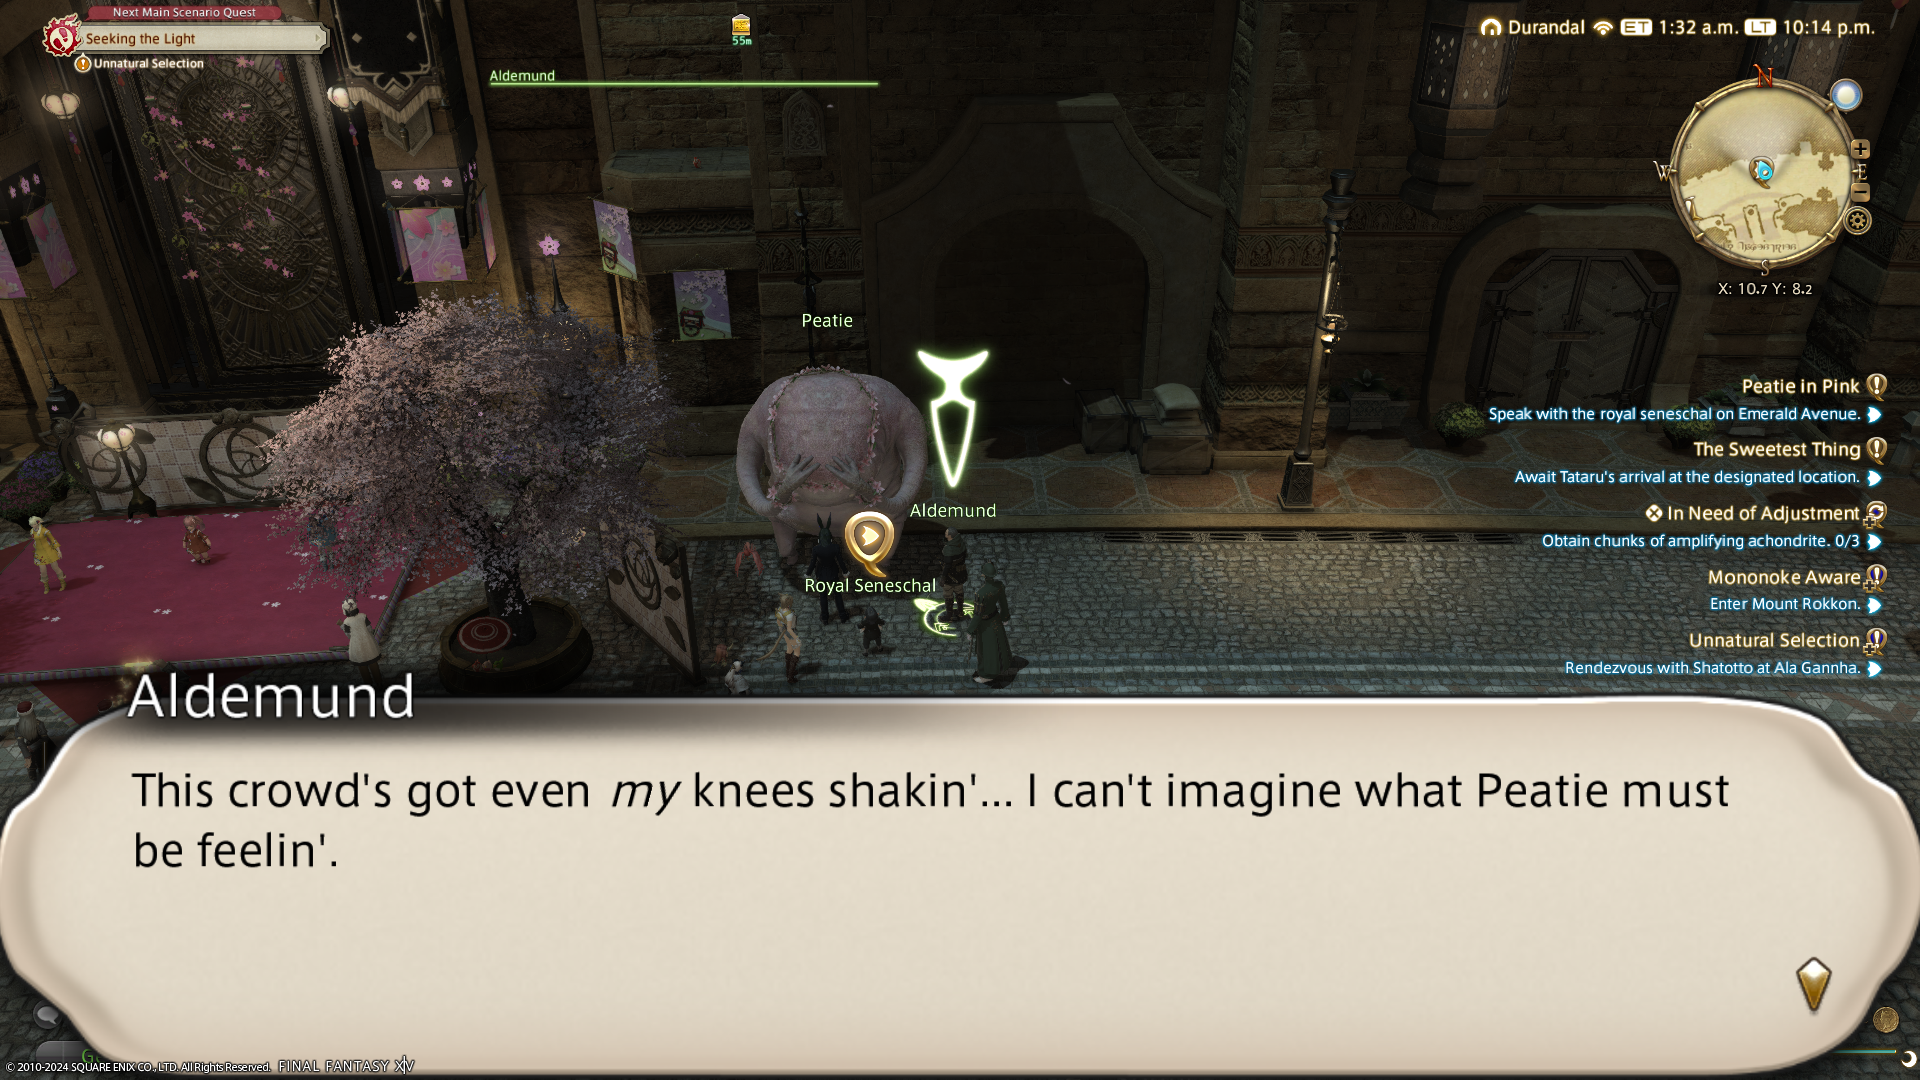 Next Main Scenario Quest
Seeking the Light
Unnatural Selection
55m
Durandal ET 1:32 a.m. LT 10:14 p.m.
Aldemund
N
W
E
S
X: 10.7 Y: 8.2
Peatie
Aldemund
Royal Seneschal
Peatie in Pink
Speak with the royal seneschal on Emerald Avenue.
The Sweetest Thing
Await Tataru's arrival at the designated location.
In Need of Adjustment
Obtain chunks of amplifying achondrite. 0/3
Mononoke Aware
Enter Mount Rokkon.
Unnatural Selection
Rendezvous with Shatotto at Ala Gannha.
Aldemund
This crowd's got even my knees shakin'... I can't imagine what Peatie must
be feelin'.
© 2010-2024 SQUARE ENIX CO., LTD. All Rights Reserved. FINAL FANTASY XIV